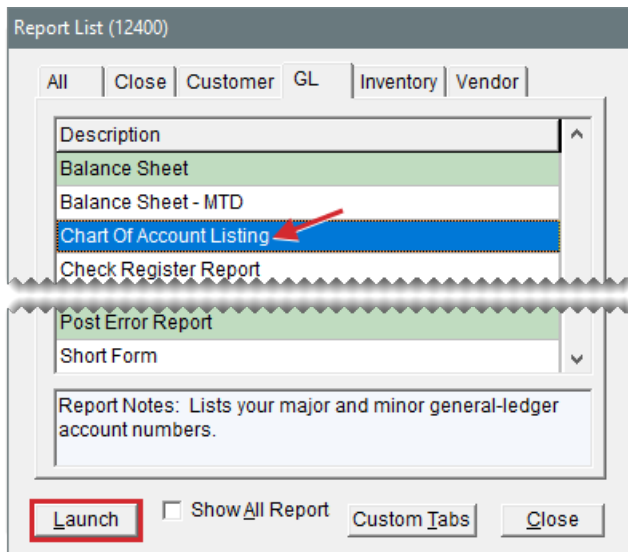 Report List (12400)
All Close Customer GL Inventory Vendor
Description
Balance Sheet
Balance Sheet - MTD
Chart Of Account Listing
Check Register Report
Post Error Report
Short Form
Report Notes: Lists your major and minor general-ledger
account numbers.
Launch Show All Report Custom Tabs Close